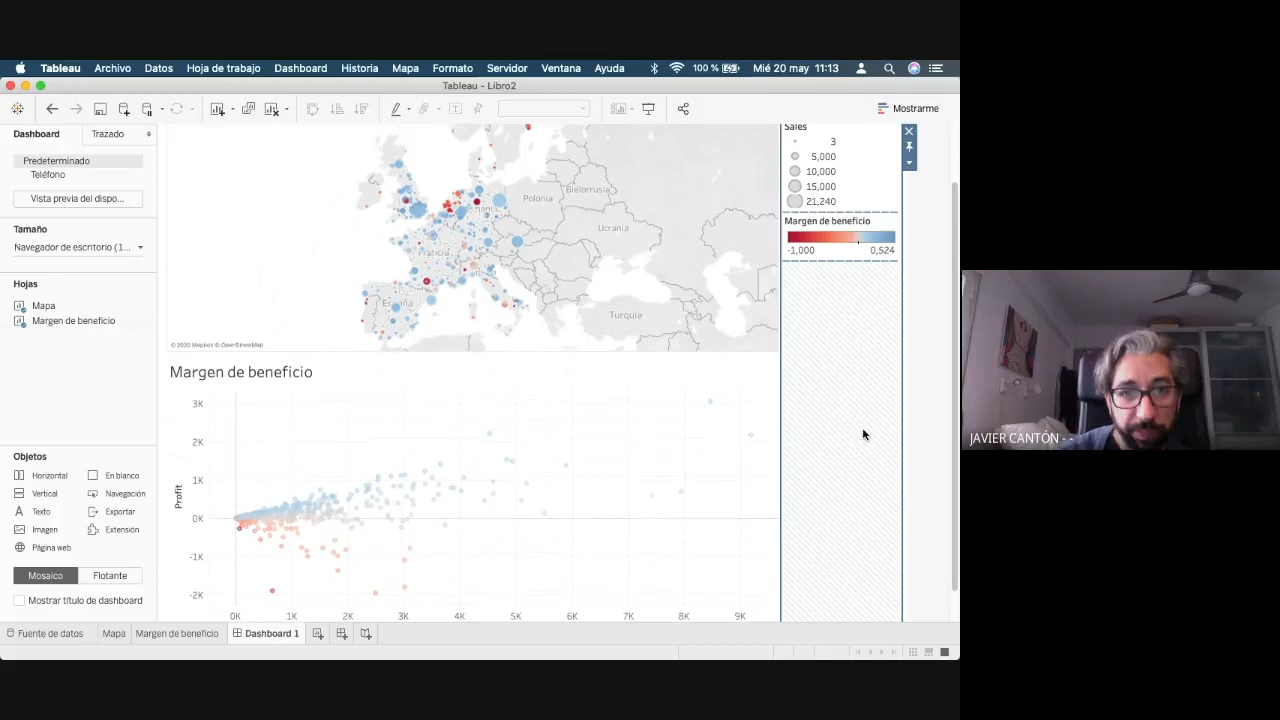 Tableau Archivo Datos Hoja de trabajo Dashboard Historia Mapa Formato Servidor Ventana Ayuda 100 % Mié 20 may 11:13
Tableau - Libro2
Mostrarme
Dashboard Trazado
Predeterminado
Teléfono
Vista previa del dispo...
Tamaño
Navegador de escritorio (1...
Hojas
Mapa
Margen de beneficio
Objetos
Horizontal En blanco
Vertical Navegación
A Texto Exportar
Imagen Extensión
Página web
Mosaico Flotante
Mostrar título de dashboard
Polonia
Bielorrusia
Ucrania
Francia
España
Turquía
© 2020 Mapbox © OpenStreetMap
Sales
3
5,000
10,000
15,000
21,240
Margen de beneficio
-1,000 0,524
Margen de beneficio
Profit
3K
2K
1K
0K
-1K
-2K
0K 1K 2K 3K 4K 5K 6K 7K 8K 9K
Fuente de datos Mapa Margen de beneficio Dashboard 1
JAVIER CANTÓN - -